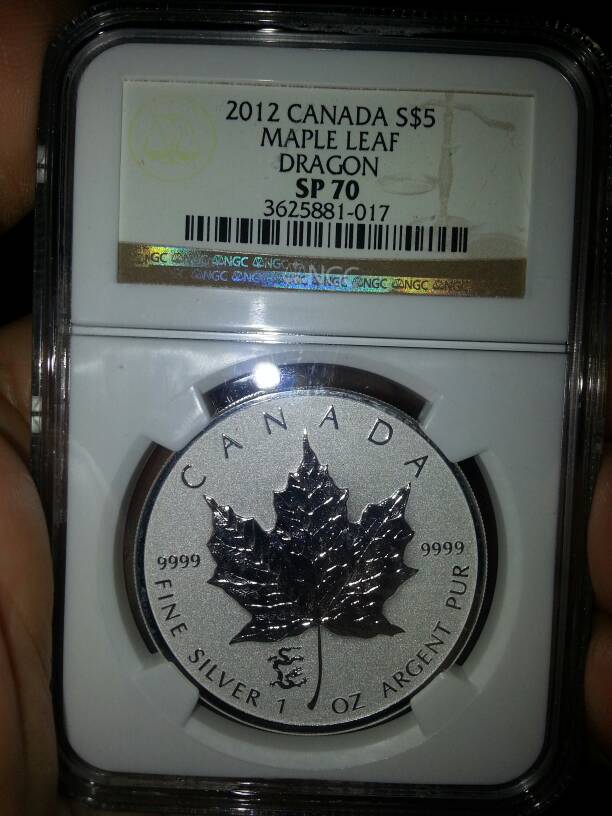 2012 CANADA S$5
MAPLE LEAF
DRAGON
SP 70
3625881-017
NGC NGC NGC NGC
NGC NGC NGC NGC NGC NGC NGC NGC
CANADA
9999 9999
FINE SILVER 1 OZ ARGENT PUR